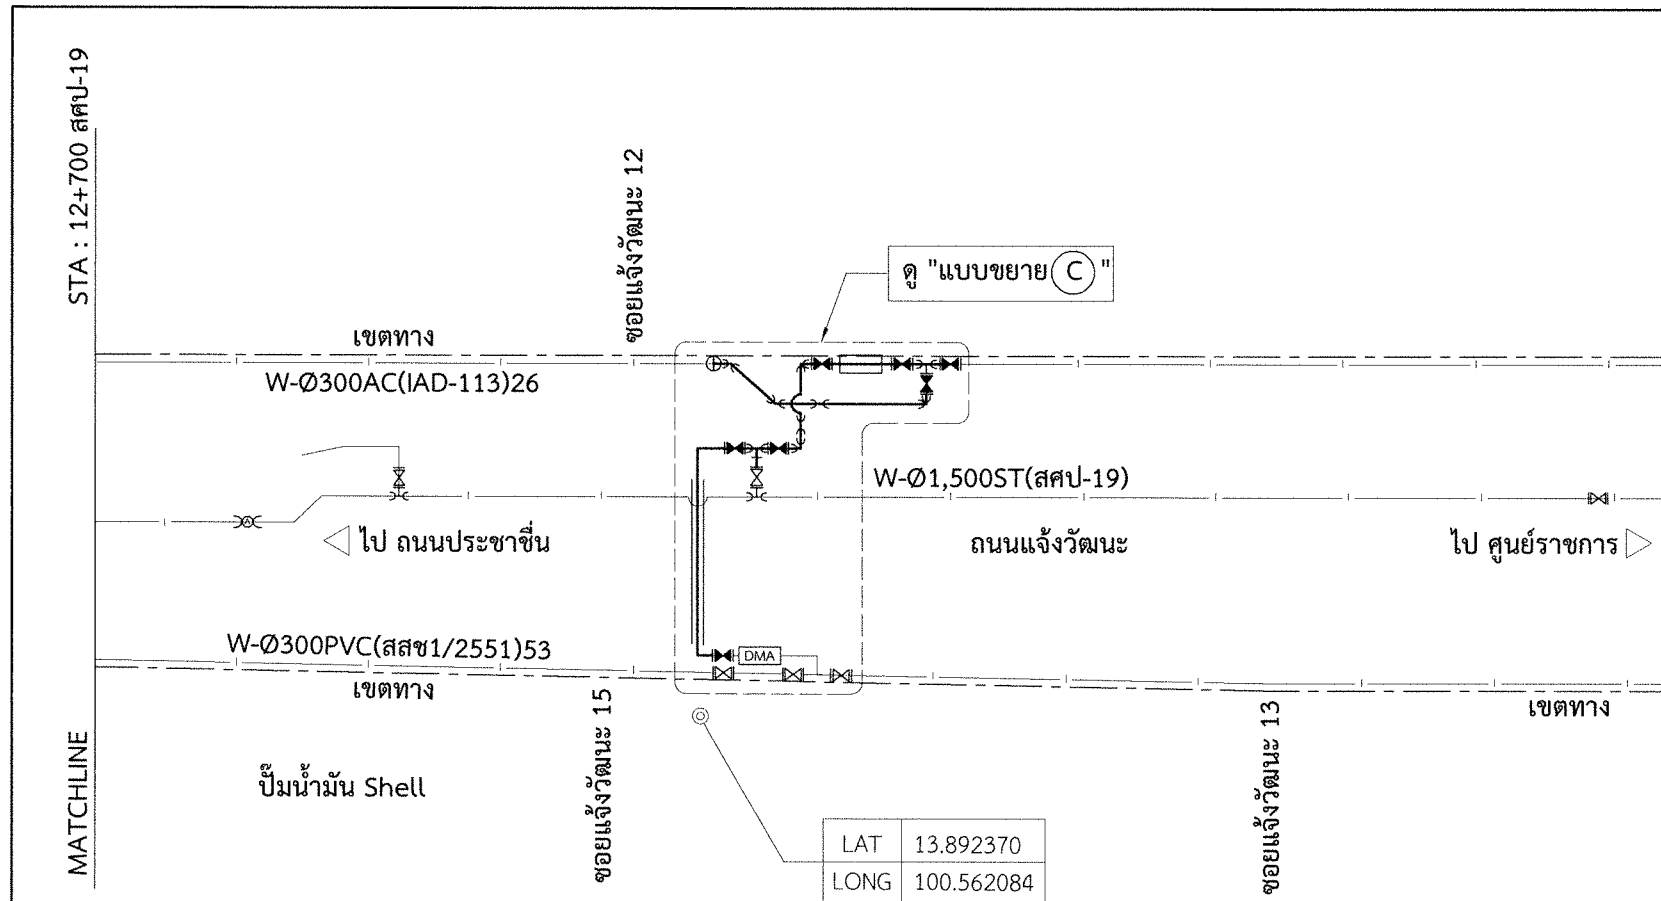 STA : 12+700 สศป-19
ซอยแจ้งวัฒนะ 12
ดู "แบบขยาย C "
เขตทาง
W-Ø300AC(IAD-113)26
W-Ø1,500ST(สศป-19)
ไป ถนนประชาชื่น
ถนนแจ้งวัฒนะ
ไป ศูนย์ราชการ
W-Ø300PVC(สสช1/2551)53
DMA
เขตทาง
เขตทาง
ซอยแจ้งวัฒนะ 15
ซอยแจ้งวัฒนะ 13
MATCHLINE
ปั๊มน้ำมัน Shell
LAT 13.892370
LONG 100.562084